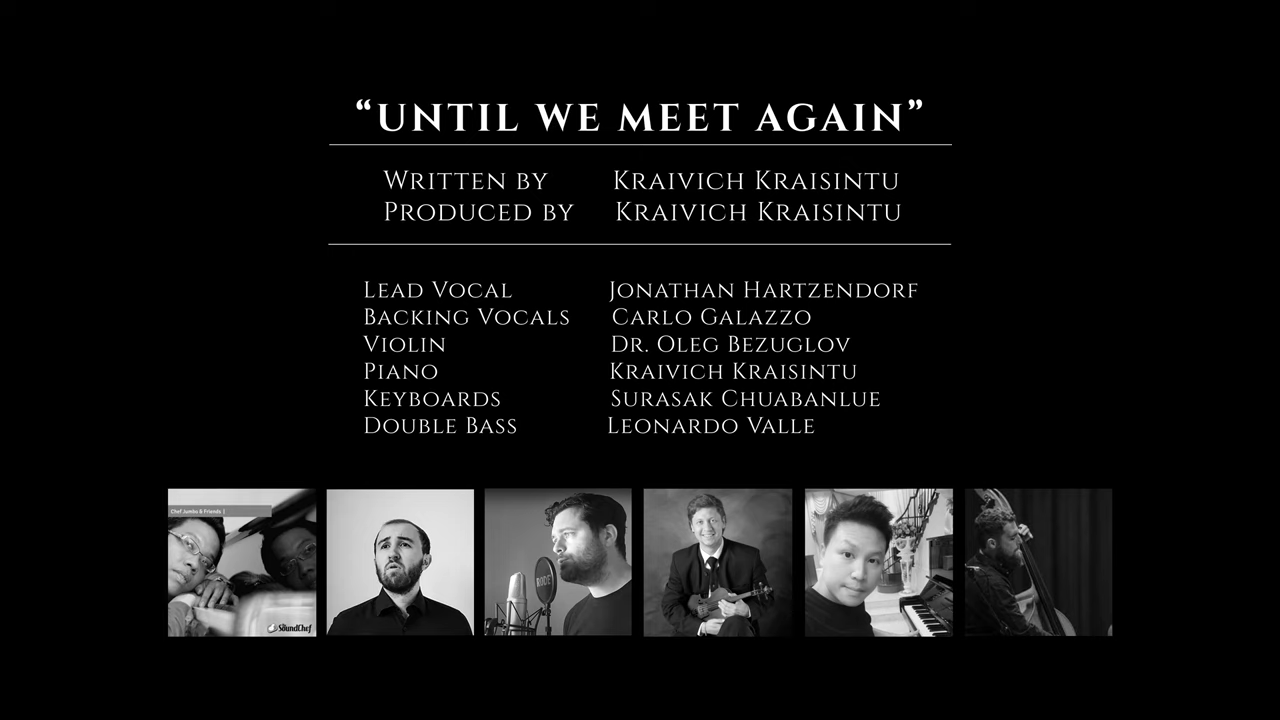 “UNTIL WE MEET AGAIN”
WRITTEN BY KRAIVICH KRAISINTU
PRODUCED BY KRAIVICH KRAISINTU
LEAD VOCAL JONATHAN HARTZENDORF
BACKING VOCALS CARLO GALAZZO
VIOLIN DR. OLEG BEZUGLOV
PIANO KRAIVICH KRAISINTU
KEYBOARDS SURASAK CHUABANLUE
DOUBLE BASS LEONARDO VALLE
Chef Jumbo & Friends |
SoundChef
RODE